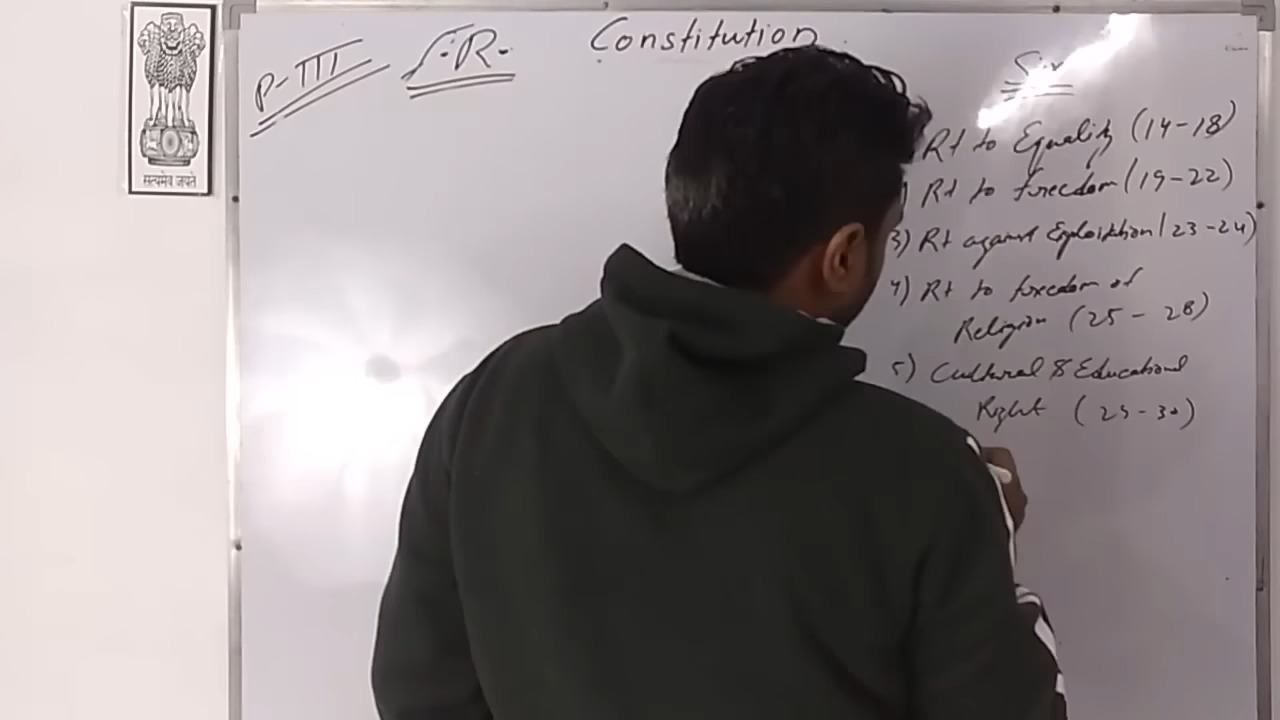 सत्यमेव जयते
P-III F.R. Constitution
Six
Rt to Equality (14-18)
Rt to freedom (19-22)
3) Rt against Exploitation (23-24)
4) Rt to freedom of
Religion (25-28)
5) Cultural & Educational
Right (29-30)